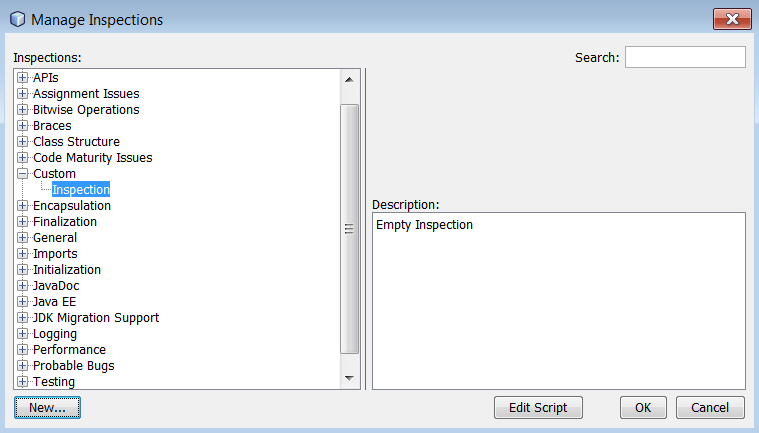 Manage Inspections
Inspections:
Search:
APIs
Assignment Issues
Bitwise Operations
Braces
Class Structure
Code Maturity Issues
Custom
Inspection
Encapsulation
Finalization
General
Imports
Initialization
JavaDoc
Java EE
JDK Migration Support
Logging
Performance
Probable Bugs
Testing
Description:
Empty Inspection
New...
Edit Script
OK
Cancel